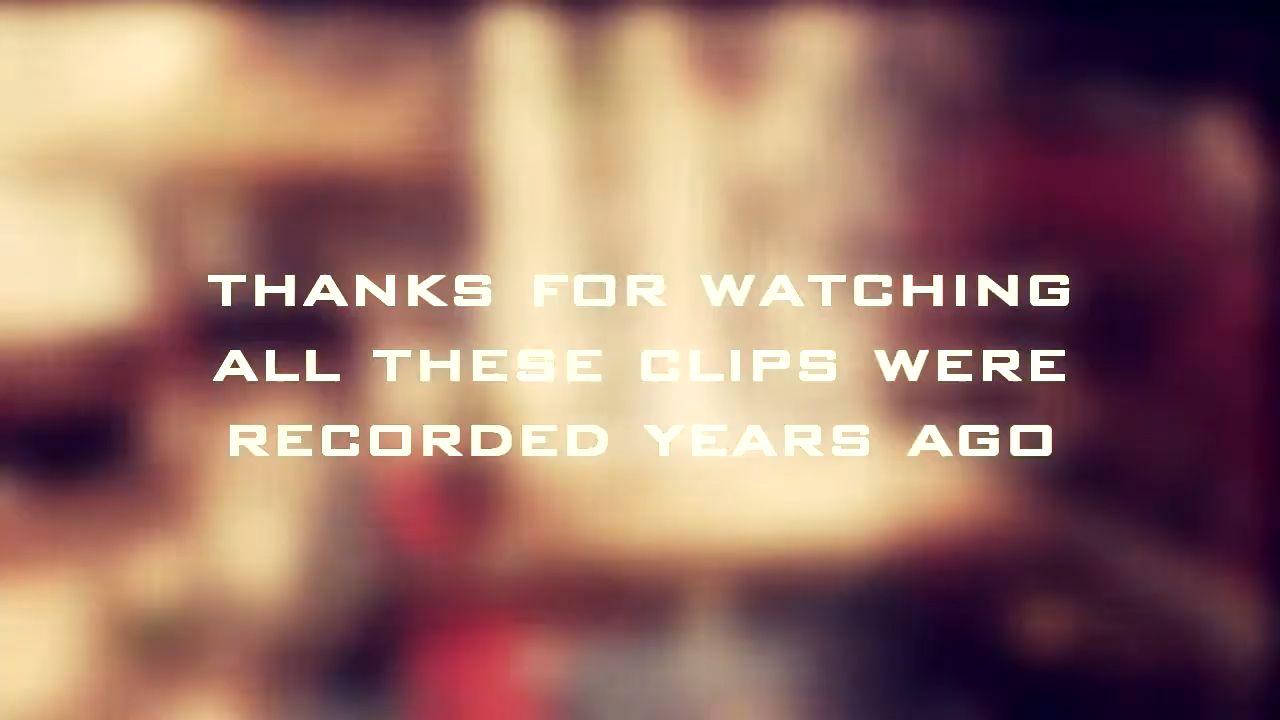 THANKS FOR WATCHING
ALL THESE CLIPS WERE
RECORDED YEARS AGO